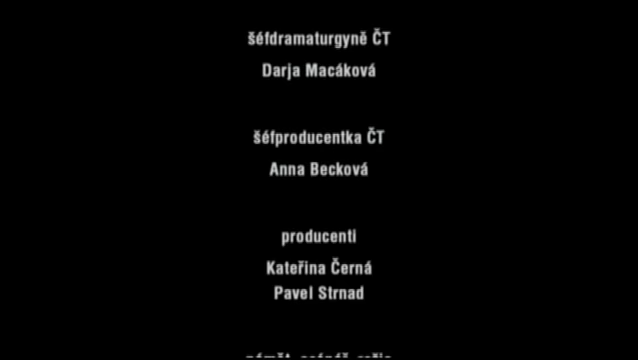 šéfdramaturgyně ČT
Darja Macáková
šéfproducentka ČT
Anna Becková
producenti
Kateřina Černá
Pavel Strnad